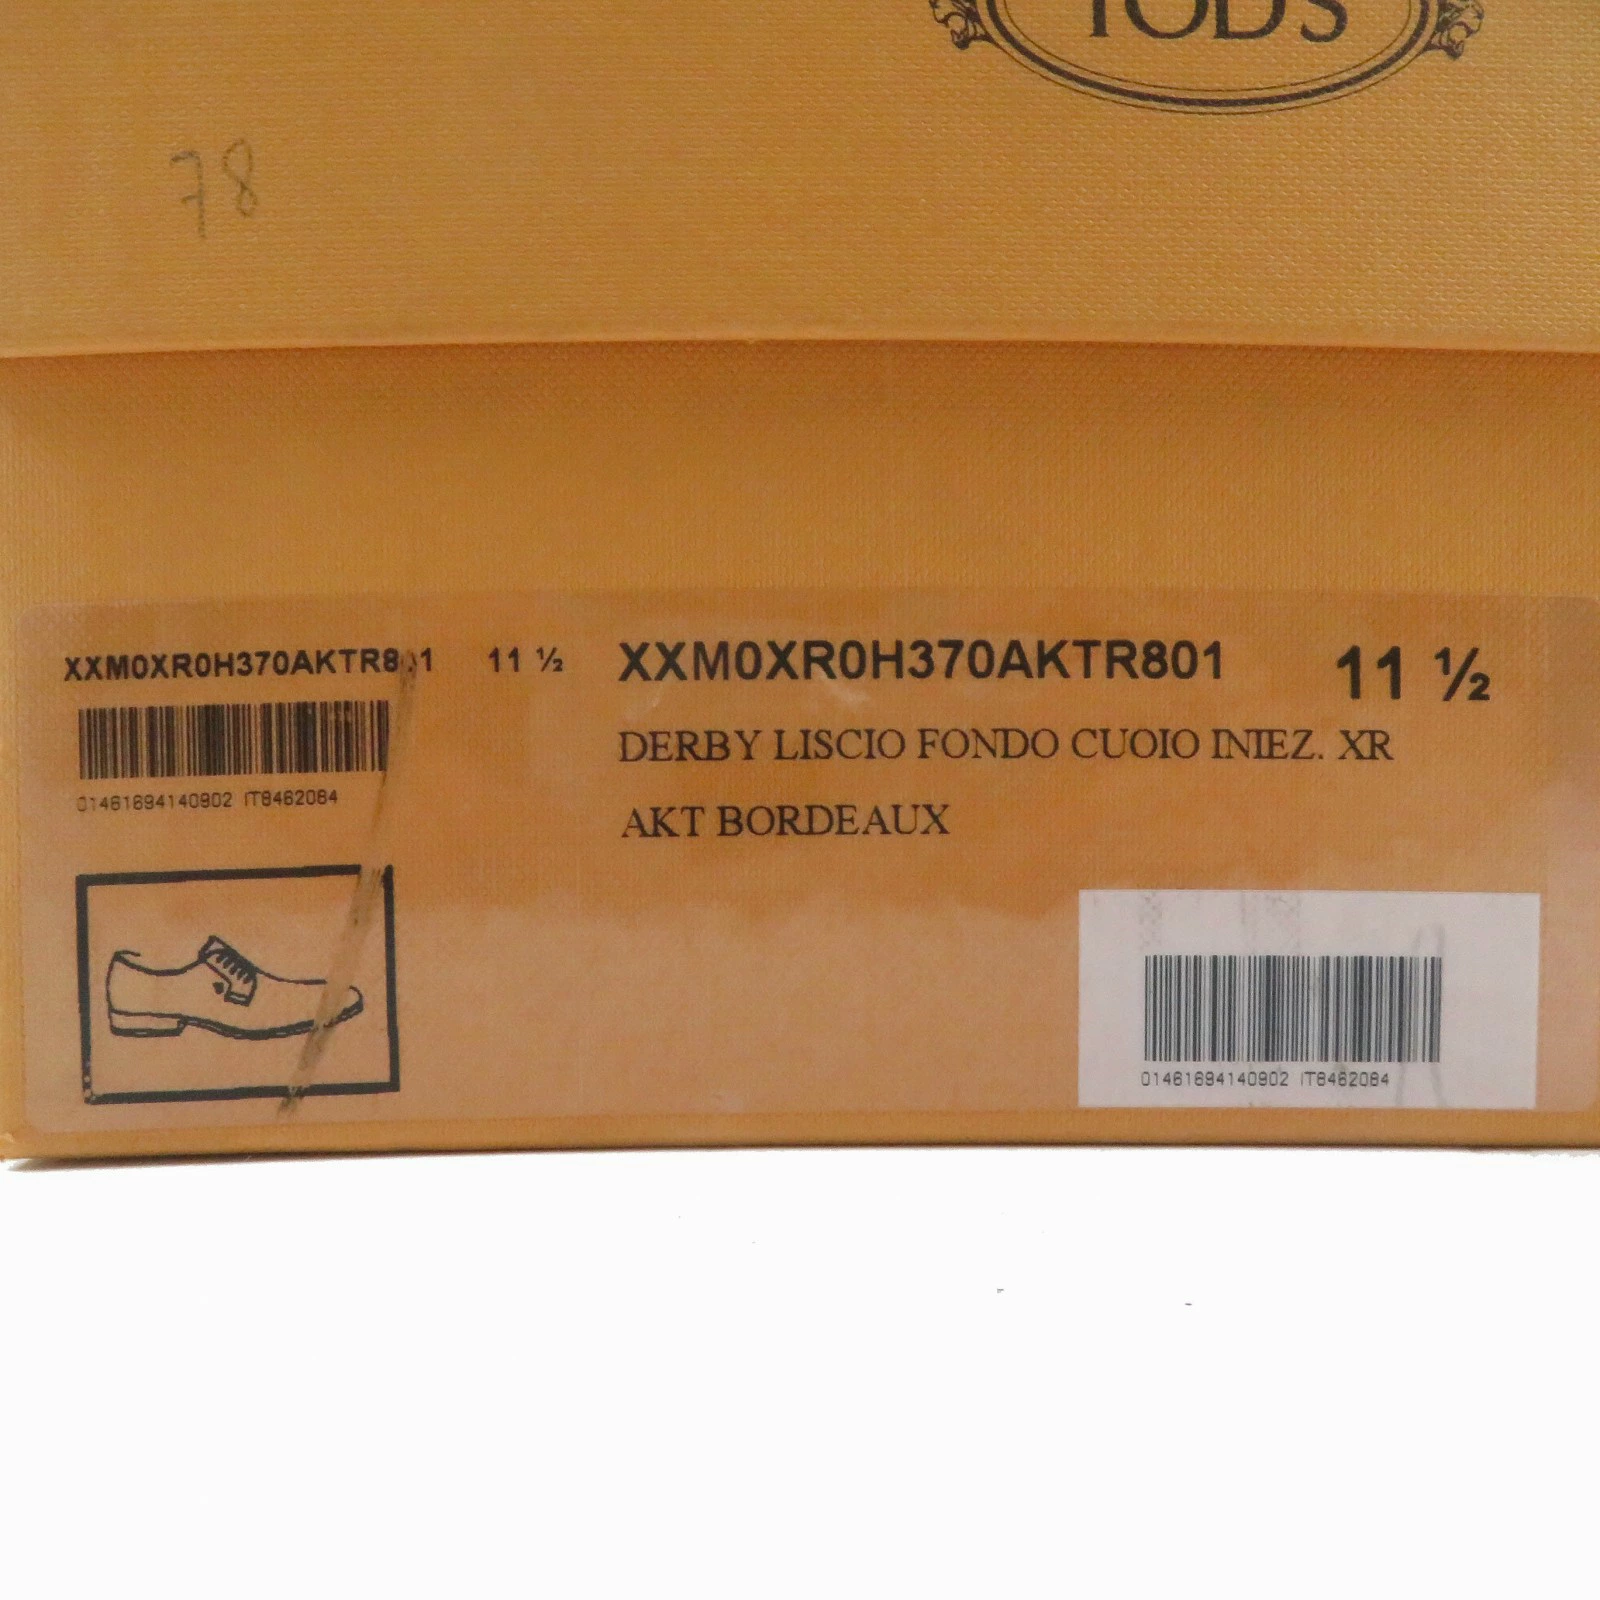 TOD'S
78
XXM0XR0H370AKTR801 11 ½
01461694140902 IT8462084
XXM0XR0H370AKTR801 11 ½
DERBY LISCIO FONDO CUOIO INIEZ. XR
AKT BORDEAUX
01461694140902 IT8462084